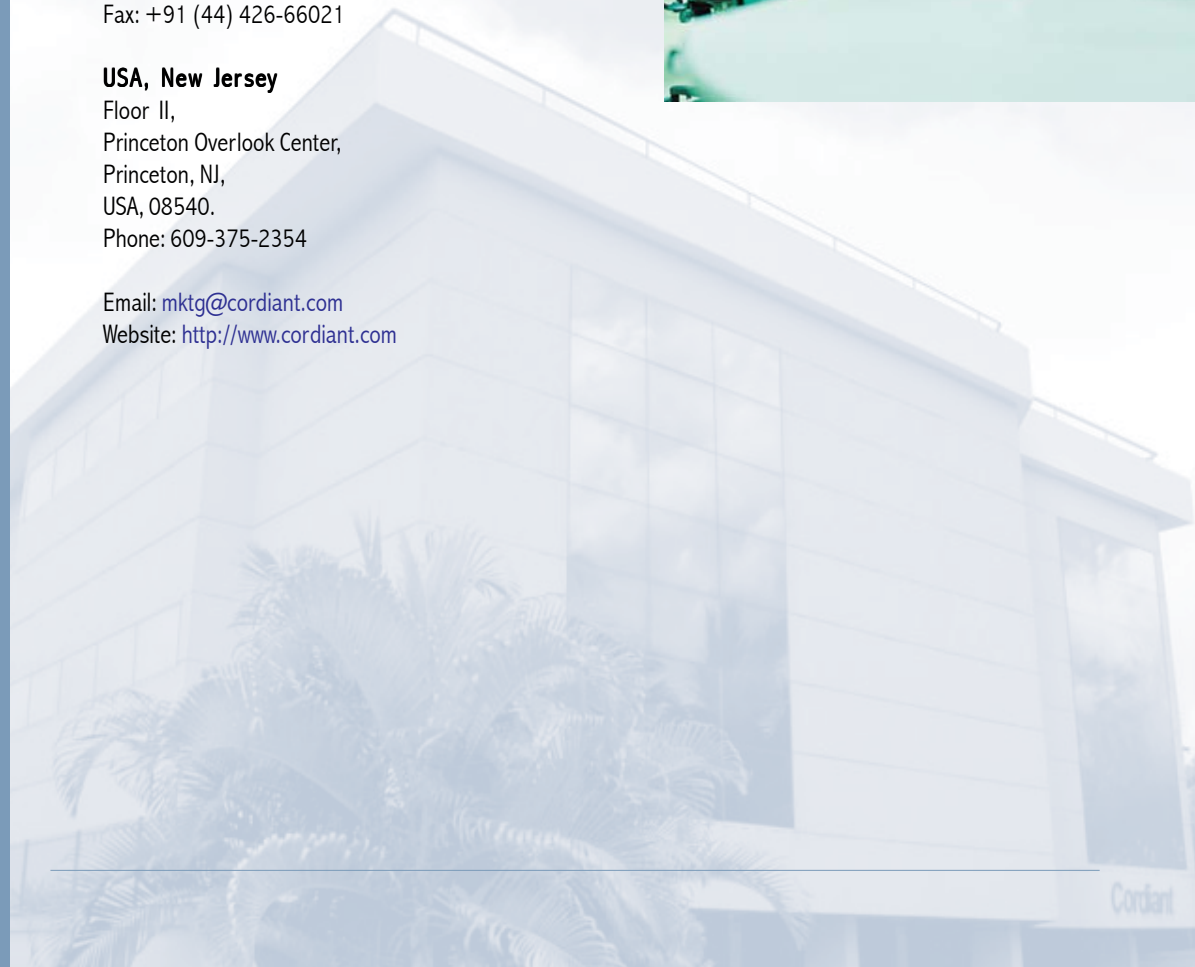 Fax: +91 (44) 426-66021
USA, New Jersey
Floor II,
Princeton Overlook Center,
Princeton, NJ,
USA, 08540.
Phone: 609-375-2354
Email: mktg@cordiant.com
Website: http://www.cordiant.com
Cordiant